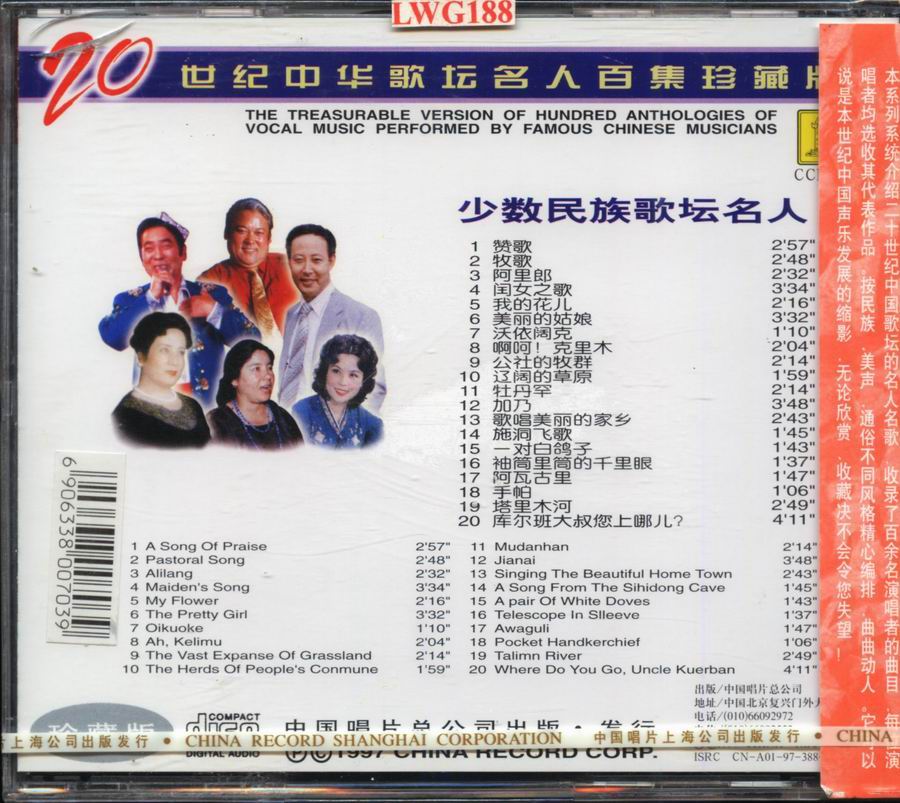 LWG188
20
世纪中华歌坛名人百集珍藏版
THE TREASURABLE VERSION OF HUNDRED ANTHOLOGIES OF
VOCAL MUSIC PERFORMED BY FAMOUS CHINESE MUSICIANS
少数民族歌坛名人
1 赞歌 2'57"
2 牧歌 2'48"
3 阿里郎 2'32"
4 闺女之歌 3'34"
5 我的花儿 2'16"
6 美丽的姑娘 3'32"
7 沃依阔克 1'10"
8 啊呵！克里木 2'04"
9 公社的牧群 2'14"
10 辽阔的草原 1'59"
11 牡丹罕 2'14"
12 加乃 3'48"
13 歌唱美丽的家乡 2'43"
14 施洞飞歌 1'45"
15 一对白鸽子 1'43"
16 袖筒里筒的千里眼 1'37"
17 阿瓦古里 1'47"
18 手帕 1'06"
19 塔里木河 2'49"
20 库尔班大叔您上哪儿？ 4'11"
1 A Song Of Praise 2'57"
2 Pastoral Song 2'48"
3 Alilang 2'32"
4 Maiden's Song 3'34"
5 My Flower 2'16"
6 The Pretty Girl 3'32"
7 Oikuoke 1'10"
8 Ah, Kelimu 2'04"
9 The Vast Expanse Of Grassland 2'14"
10 The Herds Of People's Conmune 1'59"
11 Mudanhan 2'14"
12 Jianai 3'48"
13 Singing The Beautiful Home Town 2'43"
14 A Song From The Sihidong Cave 1'45"
15 A pair Of White Doves 1'43"
16 Telescope In Slleeve 1'37"
17 Awaguli 1'47"
18 Pocket Handkerchief 1'06"
19 Talimn River 2'49"
20 Where Do You Go, Uncle Kuerban 4'11"
6 906338 007039
珍藏版
COMPACT
disc
DIGITAL AUDIO
中国唱片总公司出版·发行
1997 CHINA RECORD CORP.
出版/中国唱片总公司
地址/中国北京复兴门外大
电话/(010)66092972
ISRC CN-A01-97-388
上海公司出版发行 • CHINA RECORD SHANGHAI CORPORATION 中国唱片上海公司出版发行 • CHINA
本系列系统介绍二十世纪中国歌坛的名人名歌 收录了百余名演唱者的曲目
唱者均选收其代表作品.按民族.美声.通俗不同风格精心编排.曲曲动人.它
说是本世纪中国声乐发展的缩影.无论欣赏.收藏决不会令您失望！